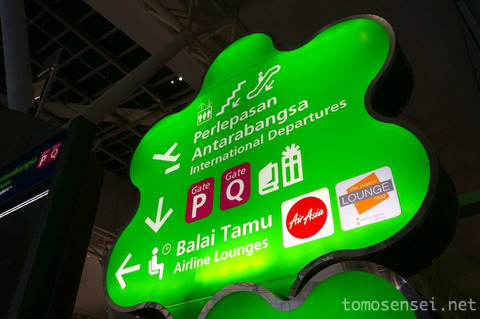 Perlepasan
Antarabangsa
International Departures
Gate
P
Gate
Q
Balai Tamu
Airline Lounges
AirAsia
LOUNGE
P Q
tomosensei.net